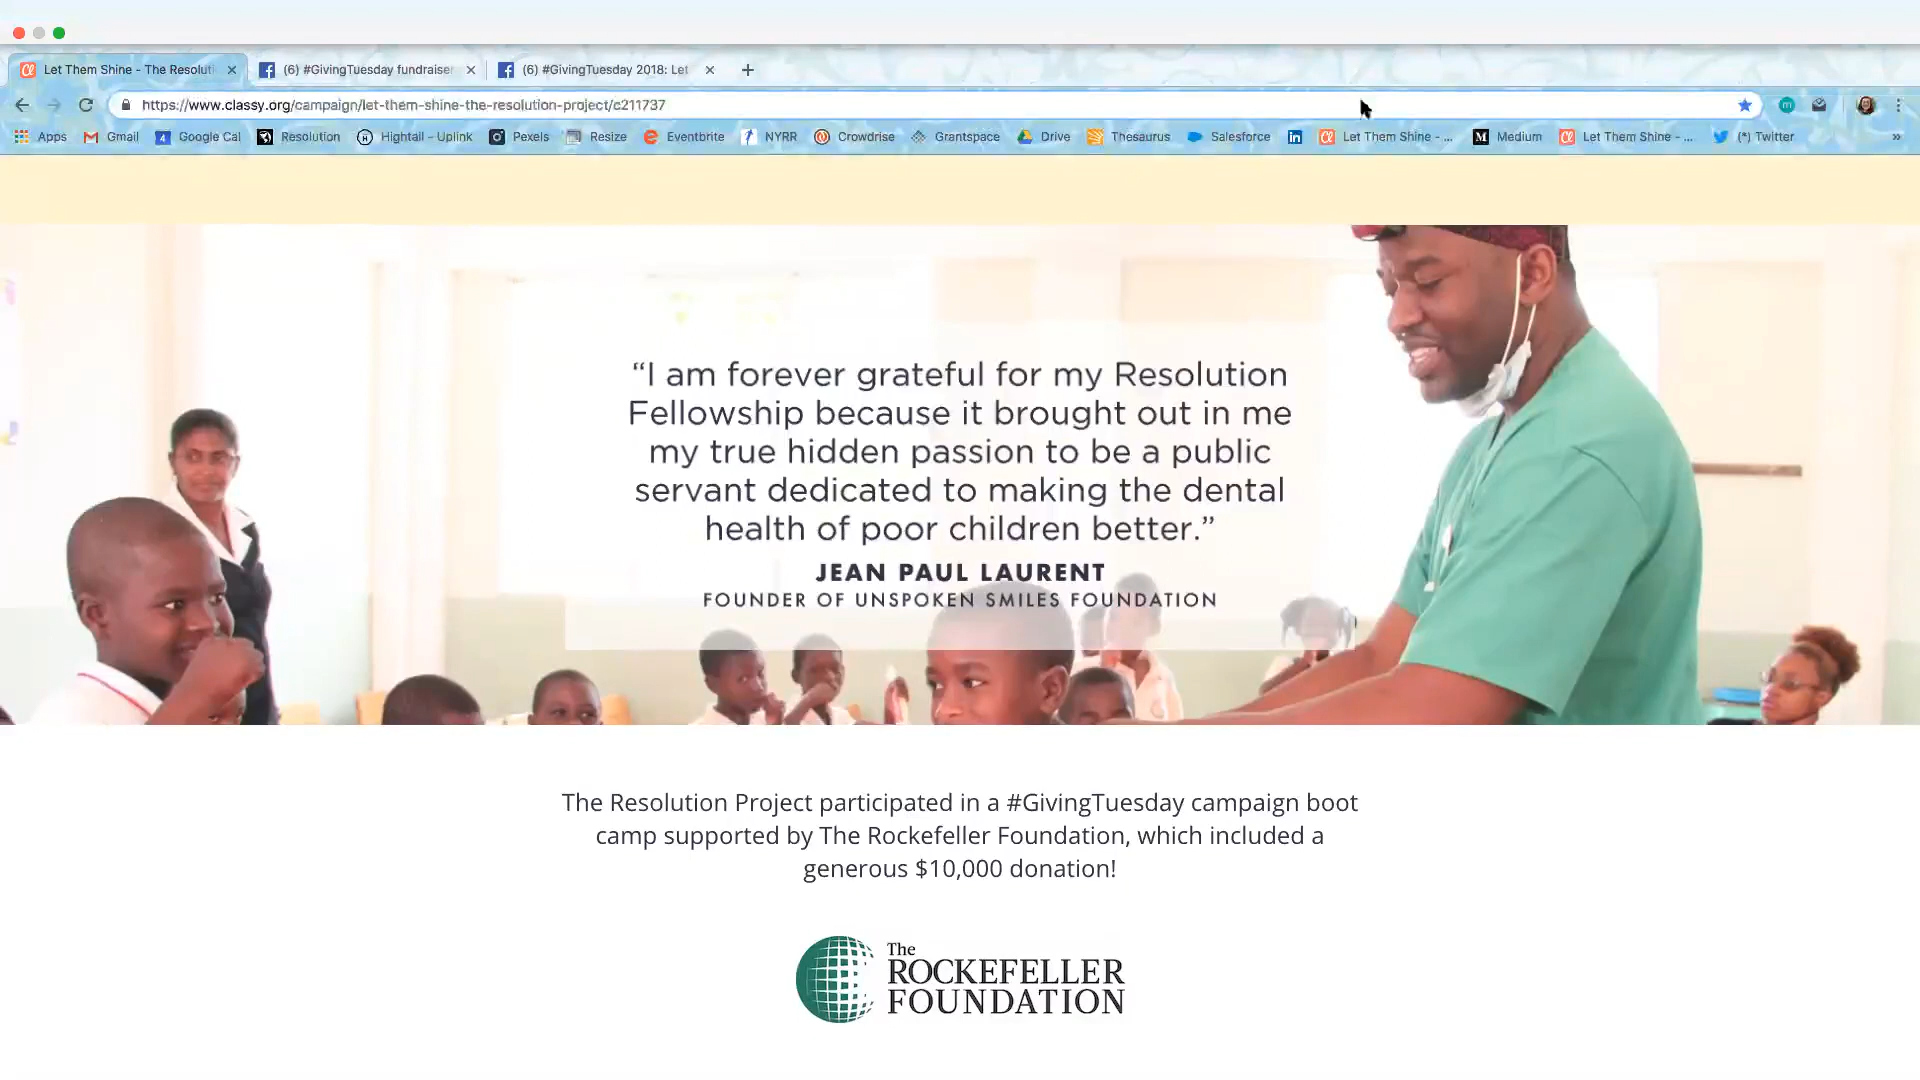 Let Them Shine - The Resoluti
(6) #GivingTuesday fundraiser
(6) #GivingTuesday 2018: Let
https://www.classy.org/campaign/let-them-shine-the-resolution-project/c211737
Apps Gmail Google Cal Resolution Hightail - Uplink Pexels Resize Eventbrite NYRR Crowdrise Grantspace Drive Thesaurus Salesforce Let Them Shine - ... Medium Let Them Shine - ... (*) Twitter
“I am forever grateful for my Resolution
Fellowship because it brought out in me
my true hidden passion to be a public
servant dedicated to making the dental
health of poor children better.”
JEAN PAUL LAURENT
FOUNDER OF UNSPOKEN SMILES FOUNDATION
The Resolution Project participated in a #GivingTuesday campaign boot
camp supported by The Rockefeller Foundation, which included a
generous $10,000 donation!
The
ROCKEFELLER
FOUNDATION